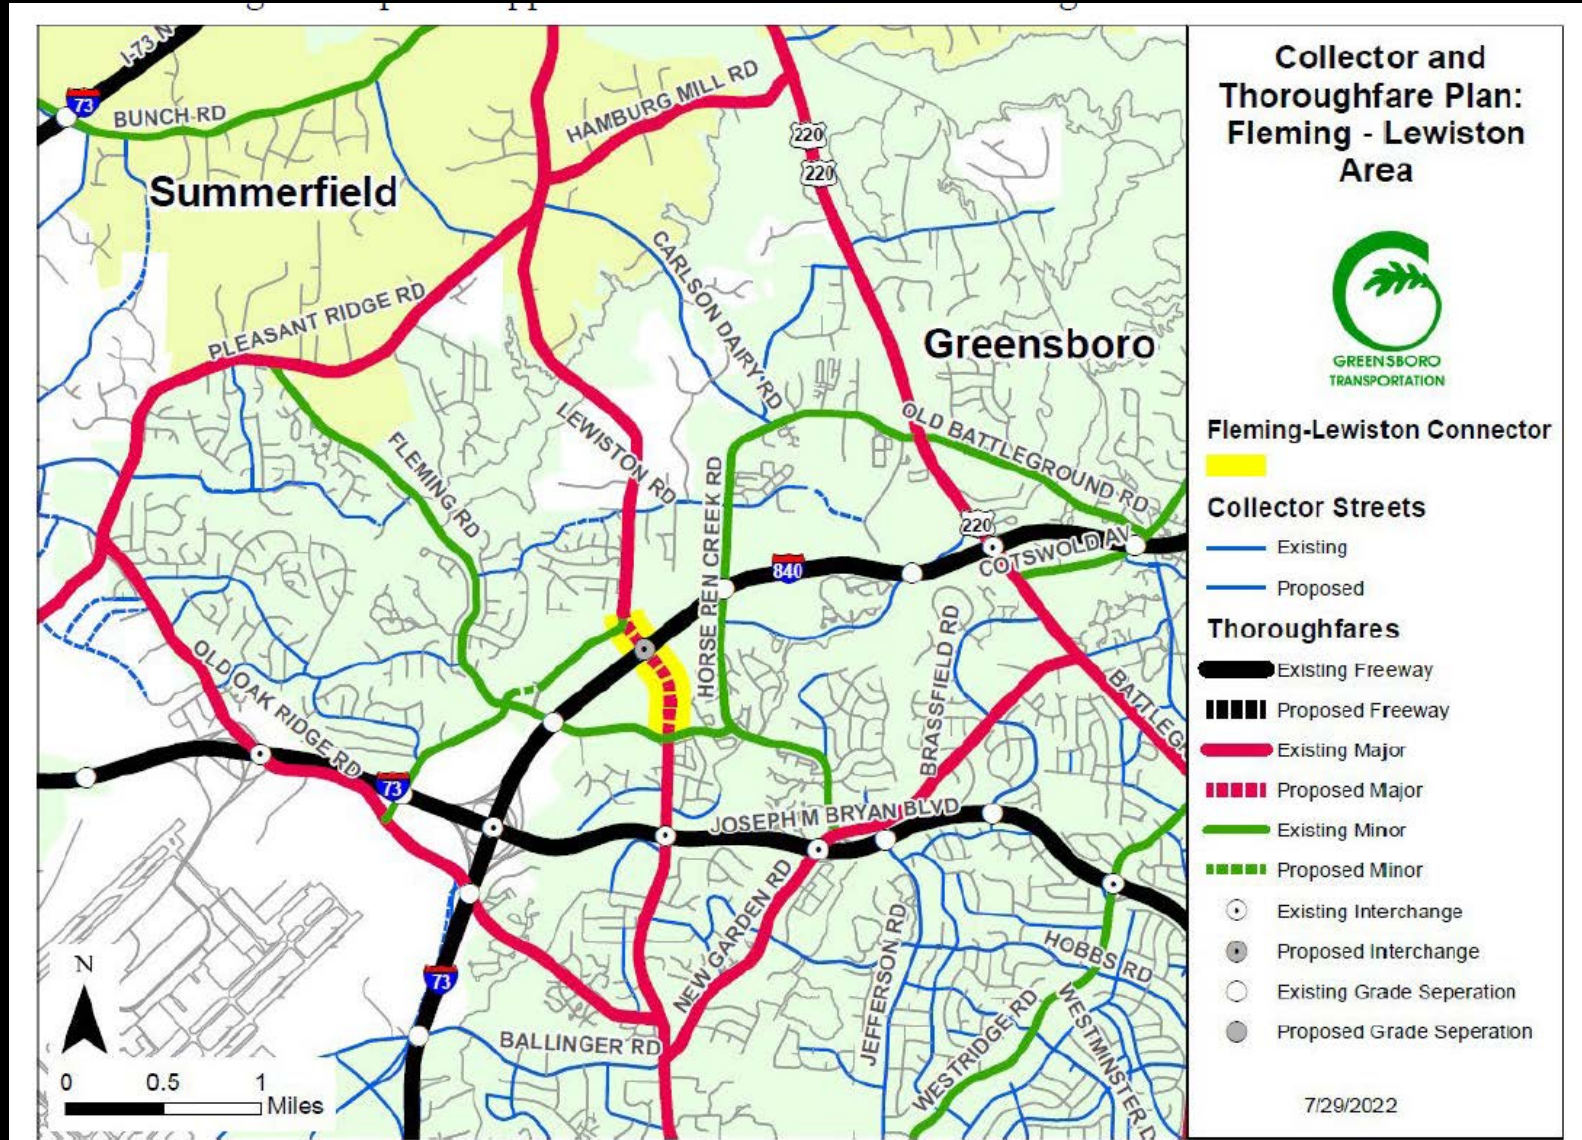 I-73 N
73
BUNCH RD
HAMBURG MILL RD
220
220
Summerfield
CARLSON DAIRY RD
PLEASANT RIDGE RD
Greensboro
LEWISTON RD
OLD BATTLEGROUND RD
FLEMING RD
HORSE PEN CREEK RD
220
COTSWOLD AV
840
OLD OAK RIDGE RD
BRASSFIELD RD
73
JOSEPH M BRYAN BLVD
NEW GARDEN RD
JEFFERSON RD
HOBBS RD
73
WESTRIDGE RD
WESTMINSTER D
BALLINGER RD
N
0 0.5 1
Miles
Collector and
Thoroughfare Plan:
Fleming - Lewiston
Area
GREENSBORO
TRANSPORTATION
Fleming-Lewiston Connector
Collector Streets
Existing
Proposed
Thoroughfares
Existing Freeway
Proposed Freeway
Existing Major
Proposed Major
Existing Minor
Proposed Minor
Existing Interchange
Proposed Interchange
Existing Grade Seperation
Proposed Grade Seperation
7/29/2022